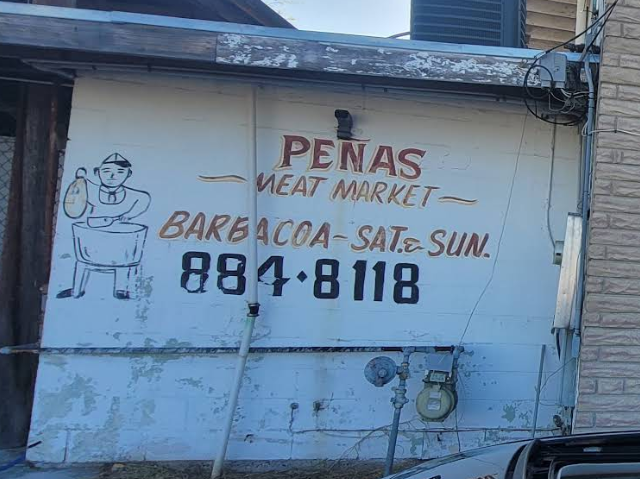 PEÑAS
MEAT MARKET
BARBACOA-SAT.& SUN.
884·8118